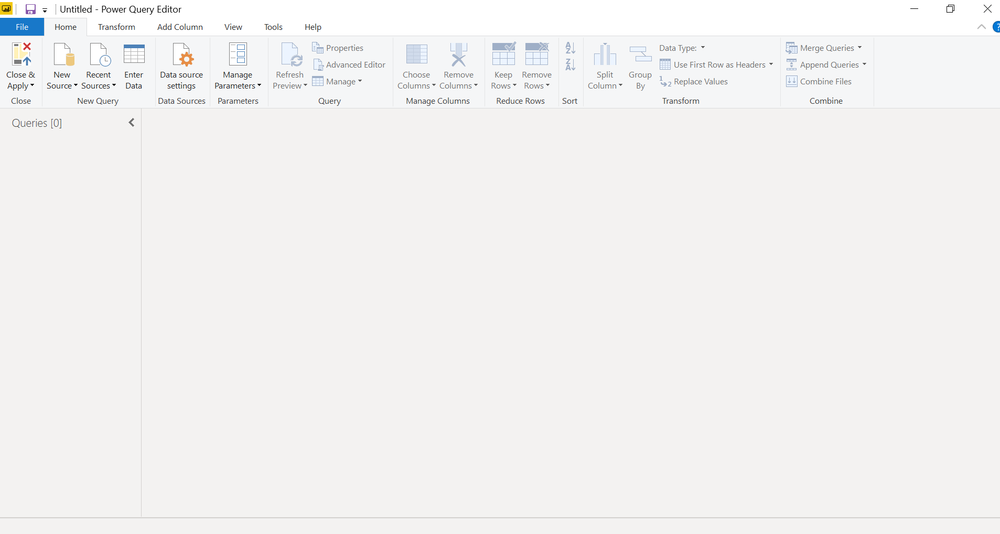 Untitled - Power Query Editor
File Home Transform Add Column View Tools Help
?
Close &
Apply
Close
New
Source
Recent
Sources
Enter
Data
New Query
Data source
settings
Data Sources
Manage
Parameters
Parameters
Refresh
Preview
Properties
Advanced Editor
Manage
Query
Choose
Columns
Remove
Columns
Manage Columns
Keep
Rows
Remove
Rows
Reduce Rows
A
Z
Z
A
Sort
Split
Column
Group
By
Data Type:
Use First Row as Headers
1
2
Replace Values
Transform
Merge Queries
Append Queries
Combine Files
Combine
Queries [0]